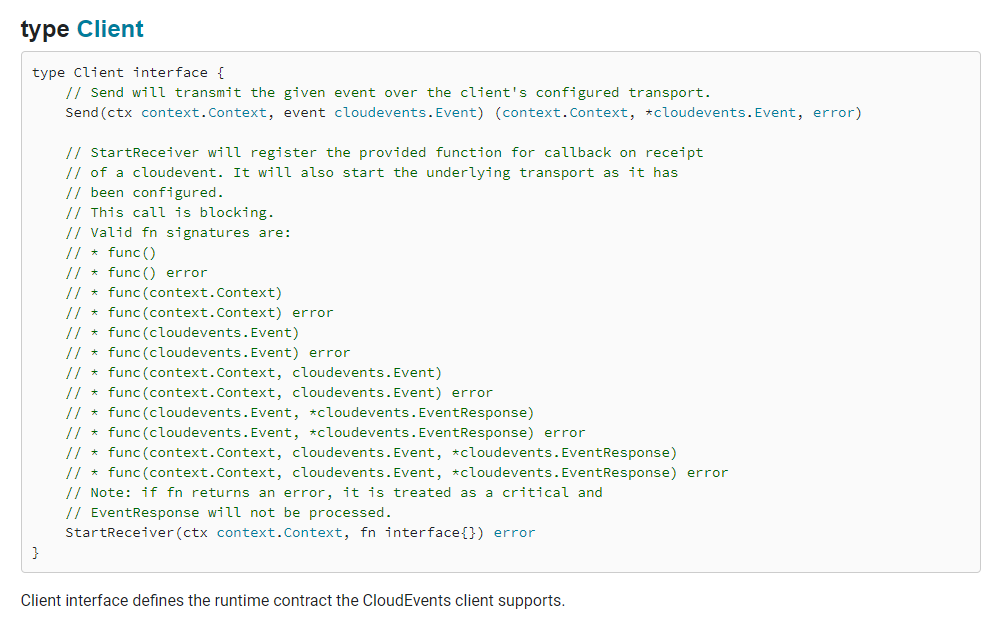 type Client
type Client interface {
    // Send will transmit the given event over the client's configured transport.
    Send(ctx context.Context, event cloudevents.Event) (context.Context, *cloudevents.Event, error)

    // StartReceiver will register the provided function for callback on receipt
    // of a cloudevent. It will also start the underlying transport as it has
    // been configured.
    // This call is blocking.
    // Valid fn signatures are:
    // * func()
    // * func() error
    // * func(context.Context)
    // * func(context.Context) error
    // * func(cloudevents.Event)
    // * func(cloudevents.Event) error
    // * func(context.Context, cloudevents.Event)
    // * func(context.Context, cloudevents.Event) error
    // * func(cloudevents.Event, *cloudevents.EventResponse)
    // * func(cloudevents.Event, *cloudevents.EventResponse) error
    // * func(context.Context, cloudevents.Event, *cloudevents.EventResponse)
    // * func(context.Context, cloudevents.Event, *cloudevents.EventResponse) error
    // Note: if fn returns an error, it is treated as a critical and
    // EventResponse will not be processed.
    StartReceiver(ctx context.Context, fn interface{}) error
}
Client interface defines the runtime contract the CloudEvents client supports.